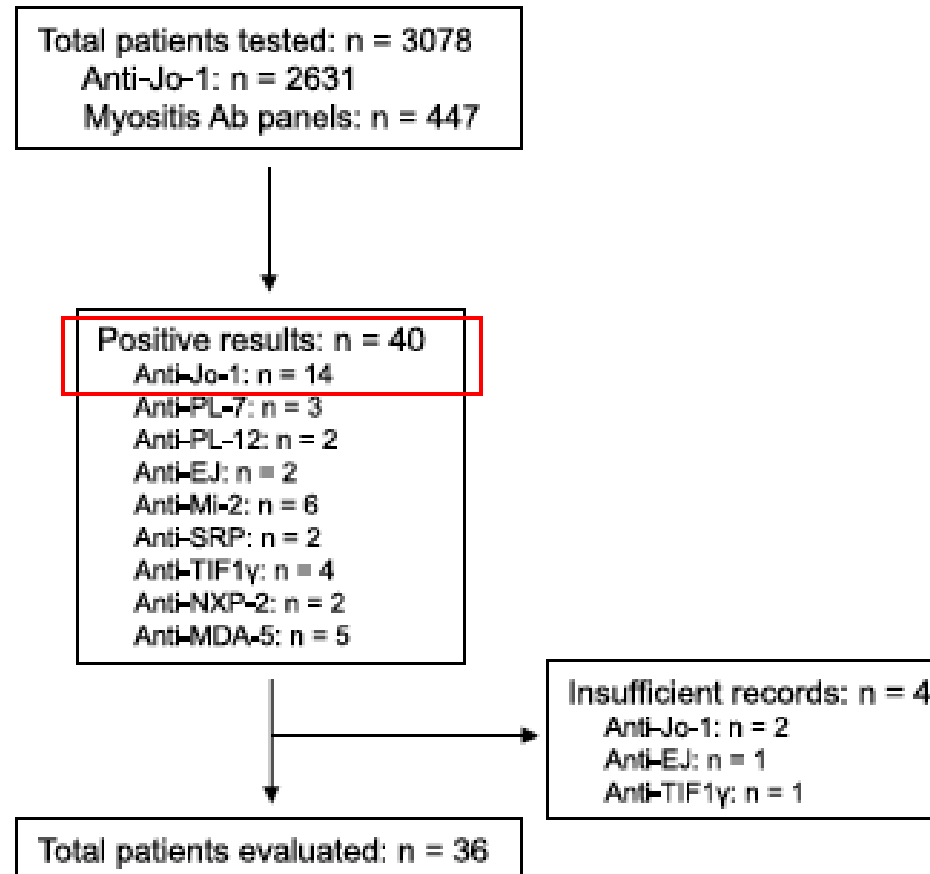 Total patients tested: n = 3078
Anti-Jo-1: n = 2631
Myositis Ab panels: n = 447
Positive results: n = 40
Anti-Jo-1: n = 14
Anti-PL-7: n = 3
Anti-PL-12: n = 2
Anti-EJ: n = 2
Anti-Mi-2: n = 6
Anti-SRP: n = 2
Anti-TIF1γ: n = 4
Anti-NXP-2: n = 2
Anti-MDA-5: n = 5
Insufficient records: n = 4
Anti-Jo-1: n = 2
Anti-EJ: n = 1
Anti-TIF1γ: n = 1
Total patients evaluated: n = 36